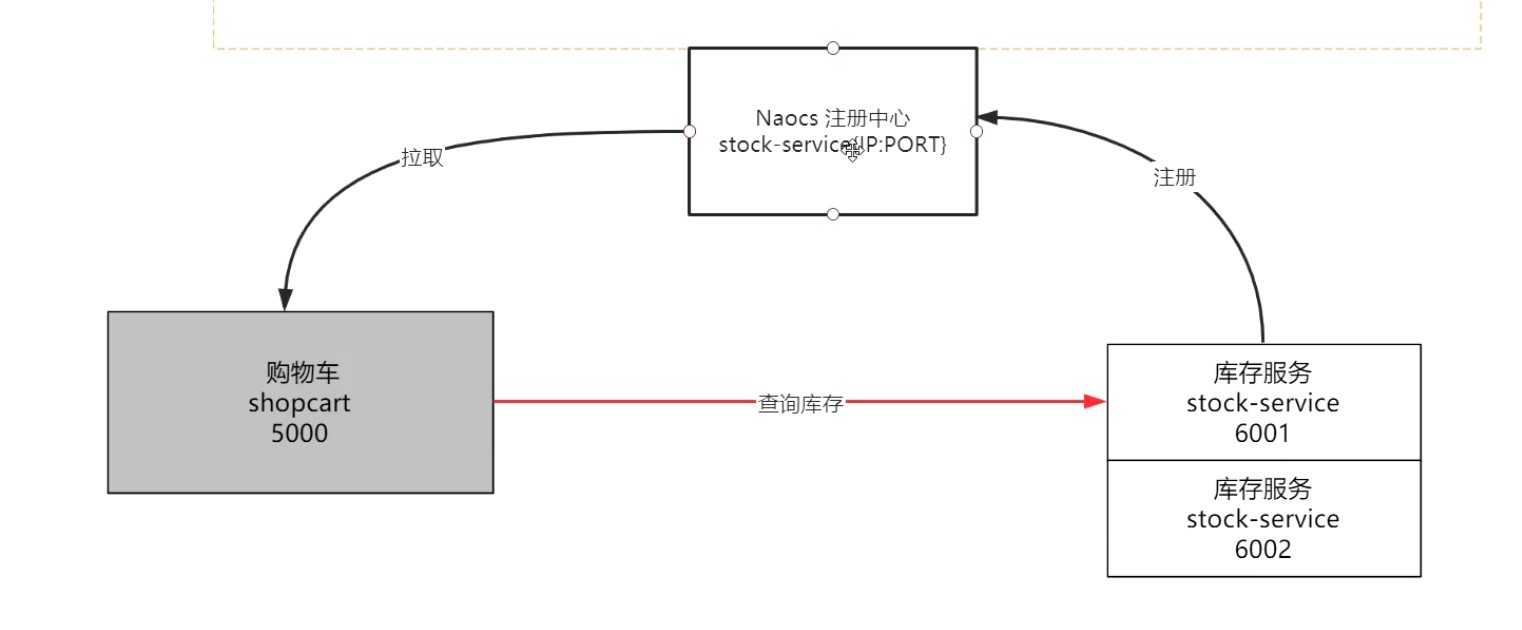 Naocs 注册中心
stock-service{IP:PORT}
拉取
注册
购物车
shopcart
5000
查询库存
库存服务
stock-service
6001
库存服务
stock-service
6002